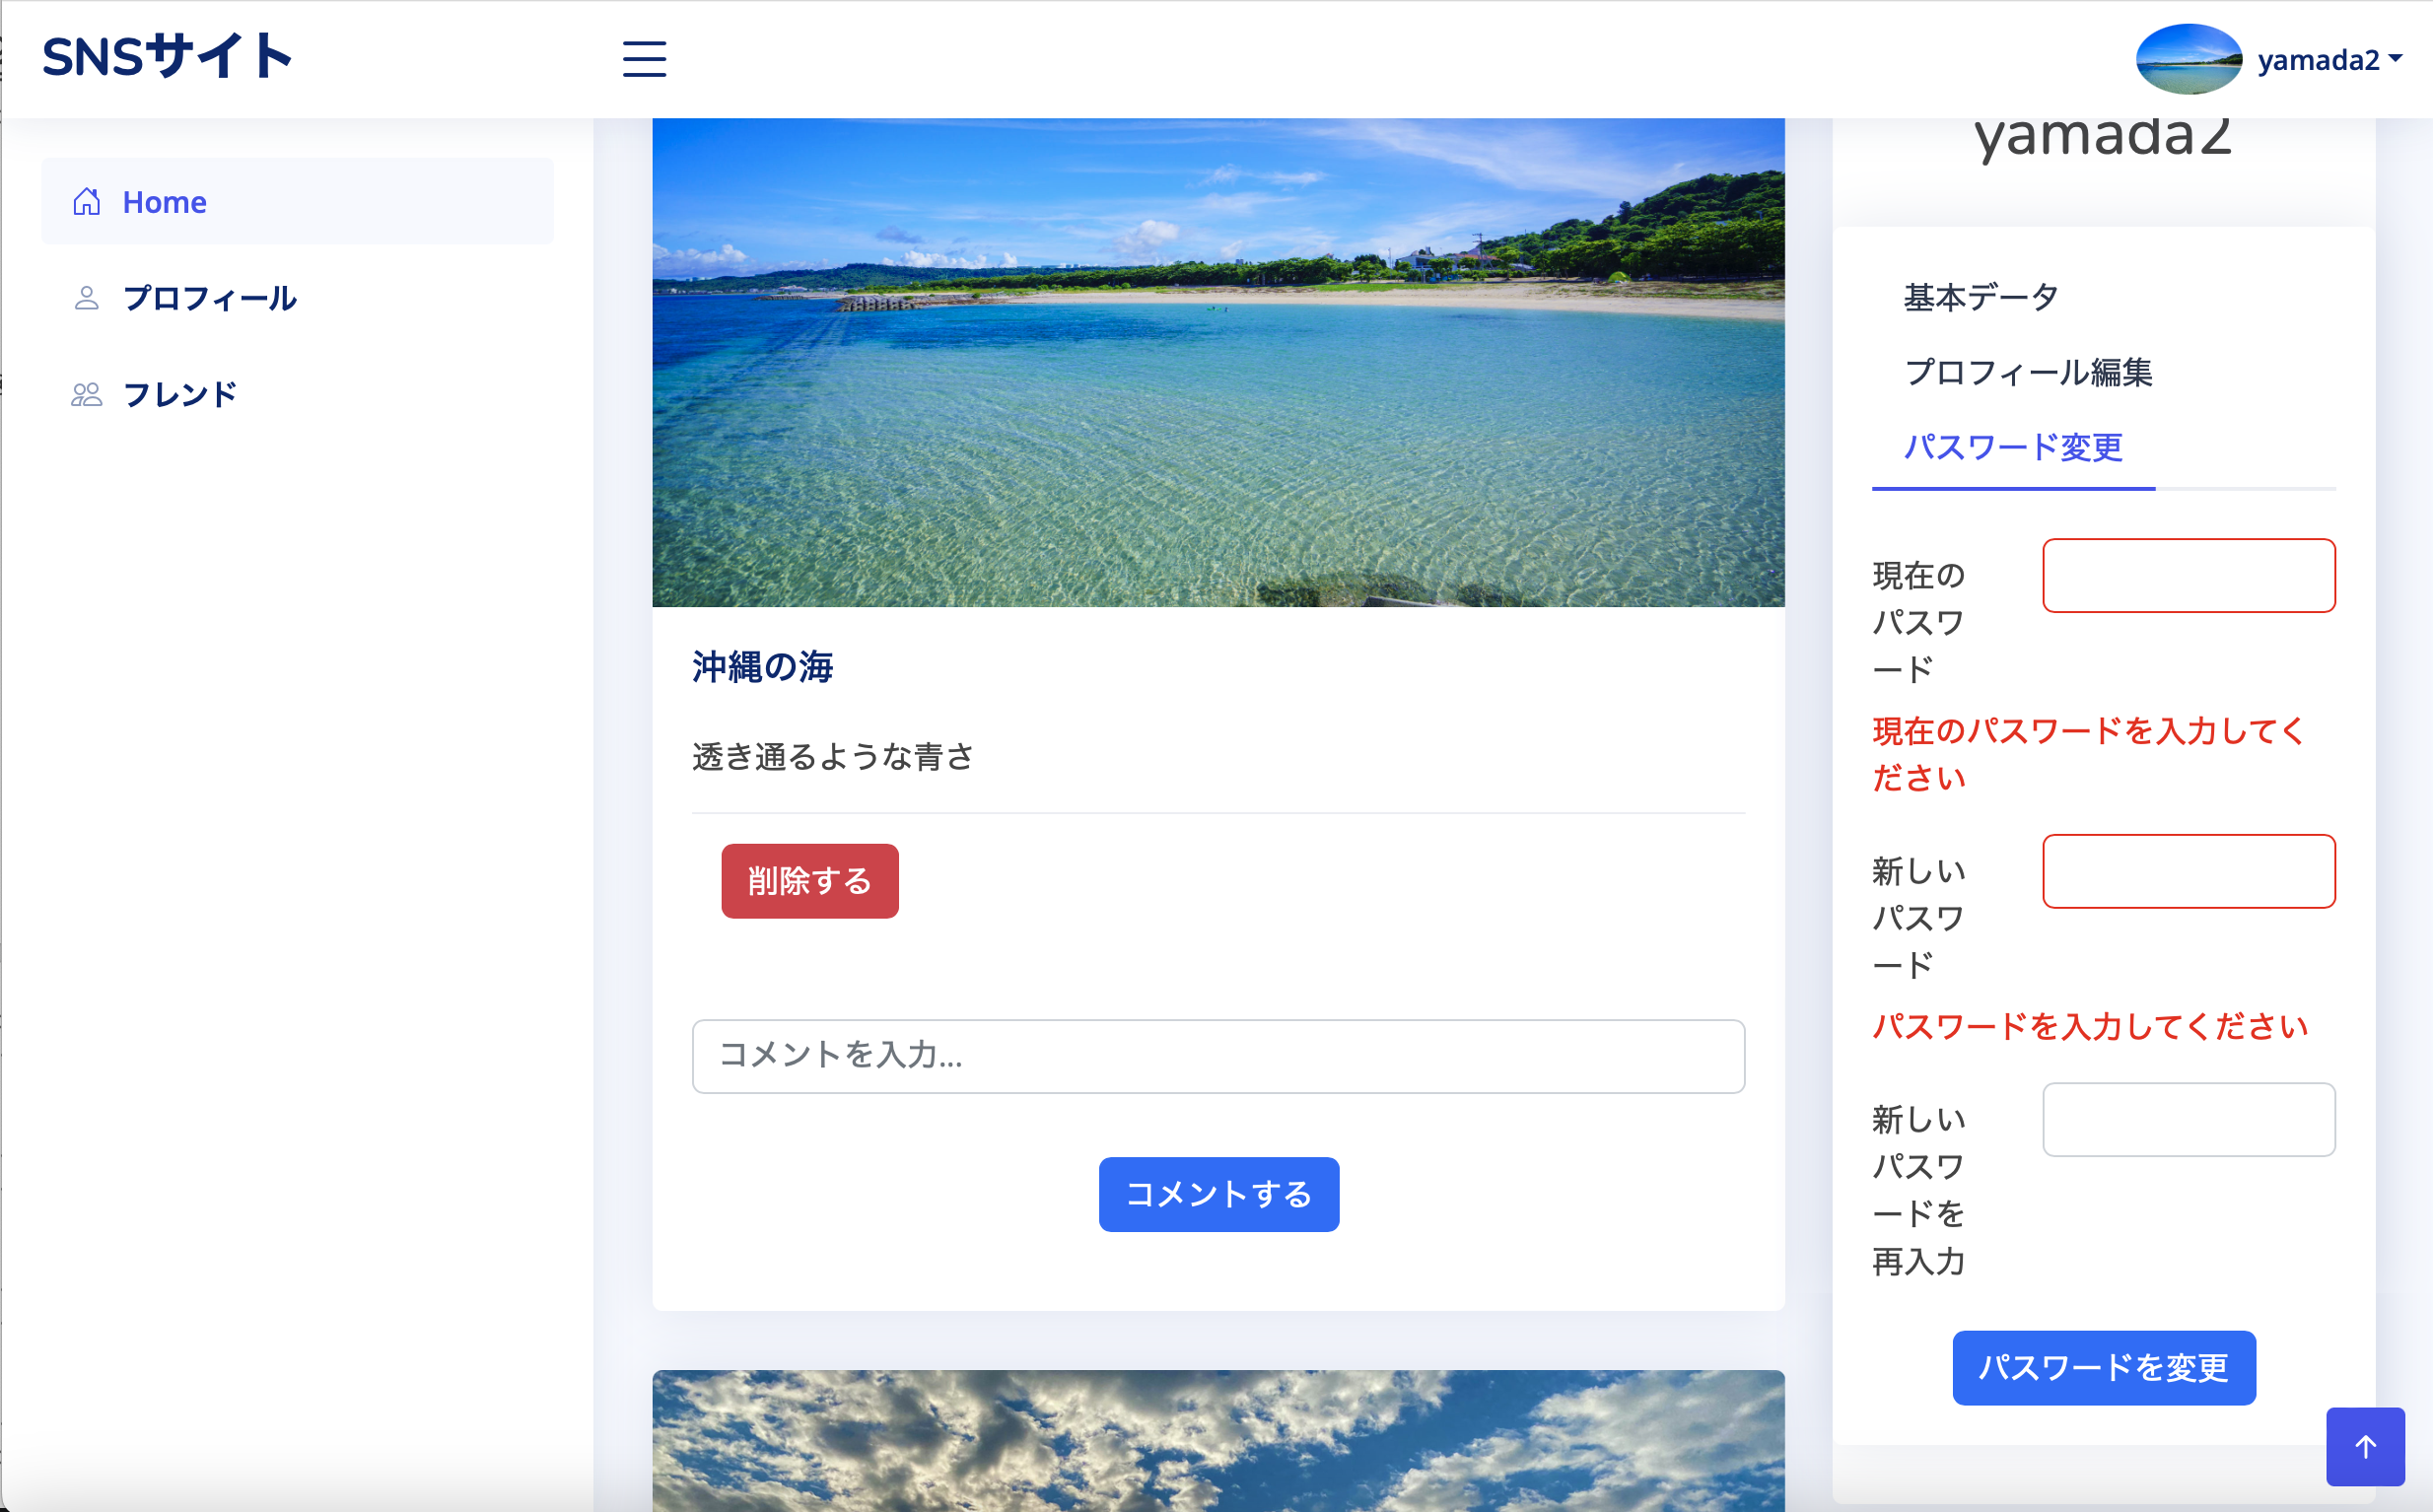 SNSサイト
yamada2
Home
プロフィール
フレンド
沖縄の海
透き通るような青さ
削除する
コメントを入力...
コメントする
yamada2
基本データ
プロフィール編集
パスワード変更
現在の
パスワ
ード
現在のパスワードを入力してく
ださい
新しい
パスワ
ード
パスワードを入力してください
新しい
パスワ
ードを
再入力
パスワードを変更